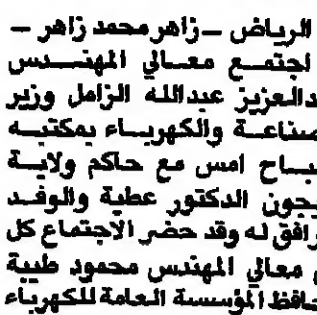 الرياض – زاهر محمد زاهر –
اجتمع معالي المهندس
عبدالعزيز عبدالله الزامل وزير
الصناعة والكهرباء بمكتبه
صباح امس مع حاكم ولاية
يجون الدكتور عطية والوفد
المرافق له وقد حضر الاجتماع كل
معالي المهندس محمود طيبة
محافظ المؤسسة العامة للكهرباء